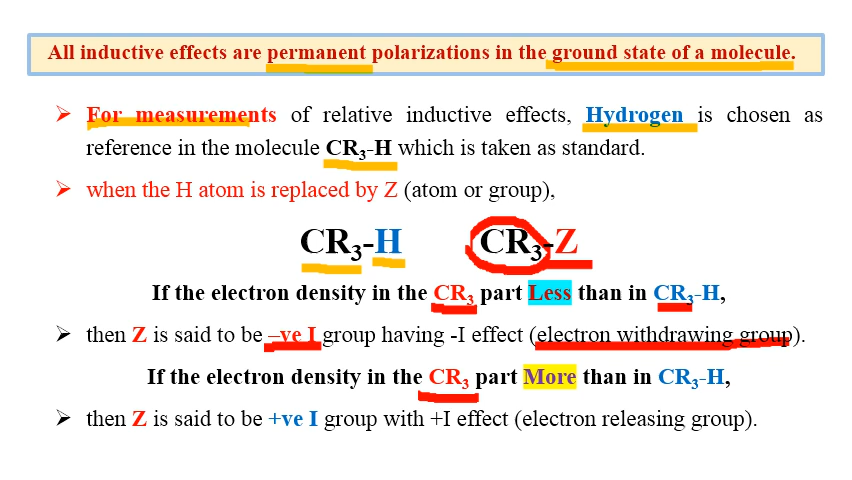 All inductive effects are permanent polarizations in the ground state of a molecule.
➢ For measurements of relative inductive effects, Hydrogen is chosen as
reference in the molecule CR₃-H which is taken as standard.
➢ when the H atom is replaced by Z (atom or group),
CR₃-H CR₃-Z
If the electron density in the CR₃ part Less than in CR₃-H,
➢ then Z is said to be –ve I group having -I effect (electron withdrawing group).
If the electron density in the CR₃ part More than in CR₃-H,
➢ then Z is said to be +ve I group with +I effect (electron releasing group).